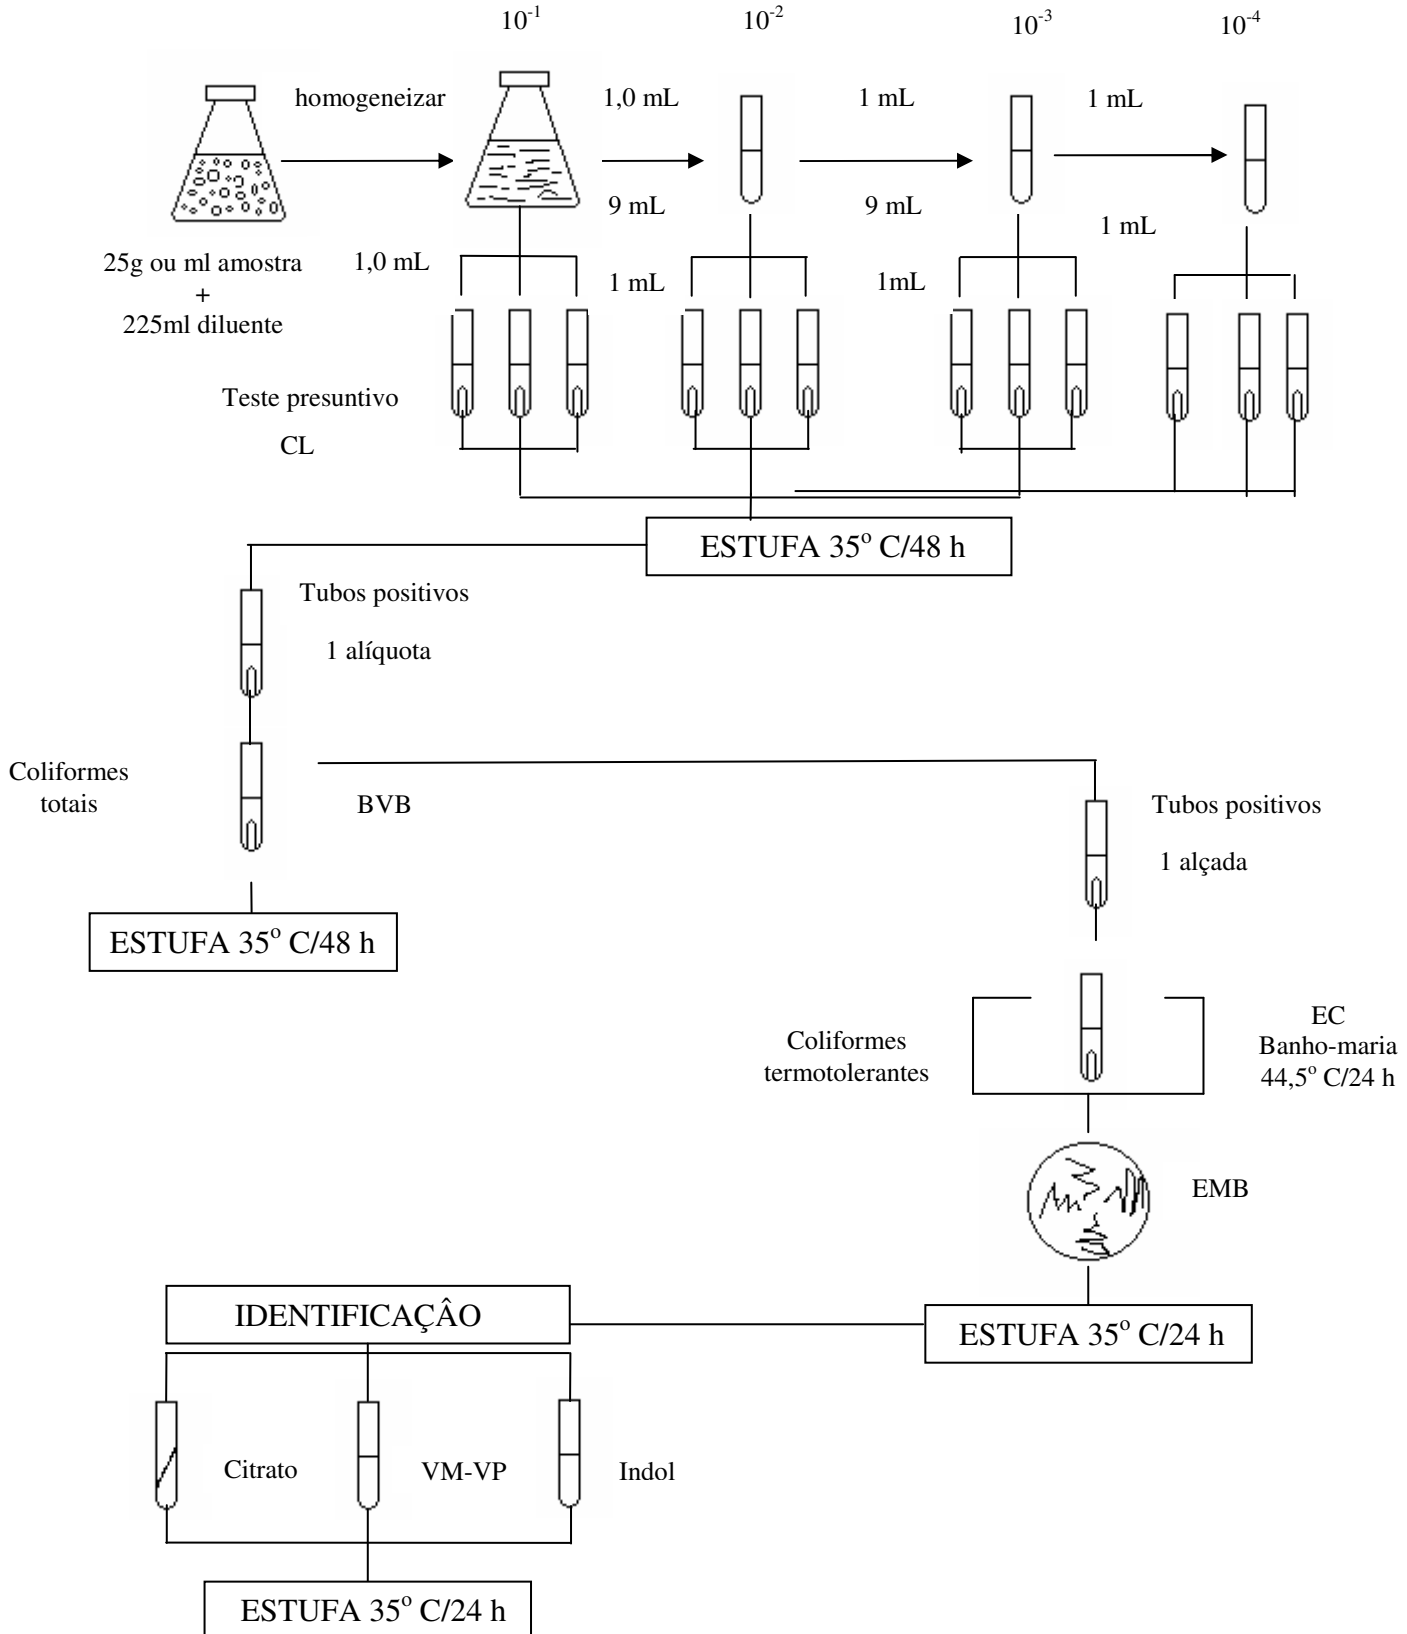 10-1
10-2
10-3
10-4
homogeneizar
1,0 mL
1 mL
1 mL
9 mL
9 mL
1 mL
25g ou ml amostra
+
225ml diluente
1,0 mL
1 mL
1mL
Teste presuntivo
CL
ESTUFA 35o C/48 h
Tubos positivos
1 alíquota
Coliformes
totais
BVB
Tubos positivos
1 alçada
ESTUFA 35o C/48 h
Coliformes
termotolerantes
EC
Banho-maria
44,5o C/24 h
EMB
IDENTIFICAÇÂO
ESTUFA 35o C/24 h
Citrato
VM-VP
Indol
ESTUFA 35o C/24 h